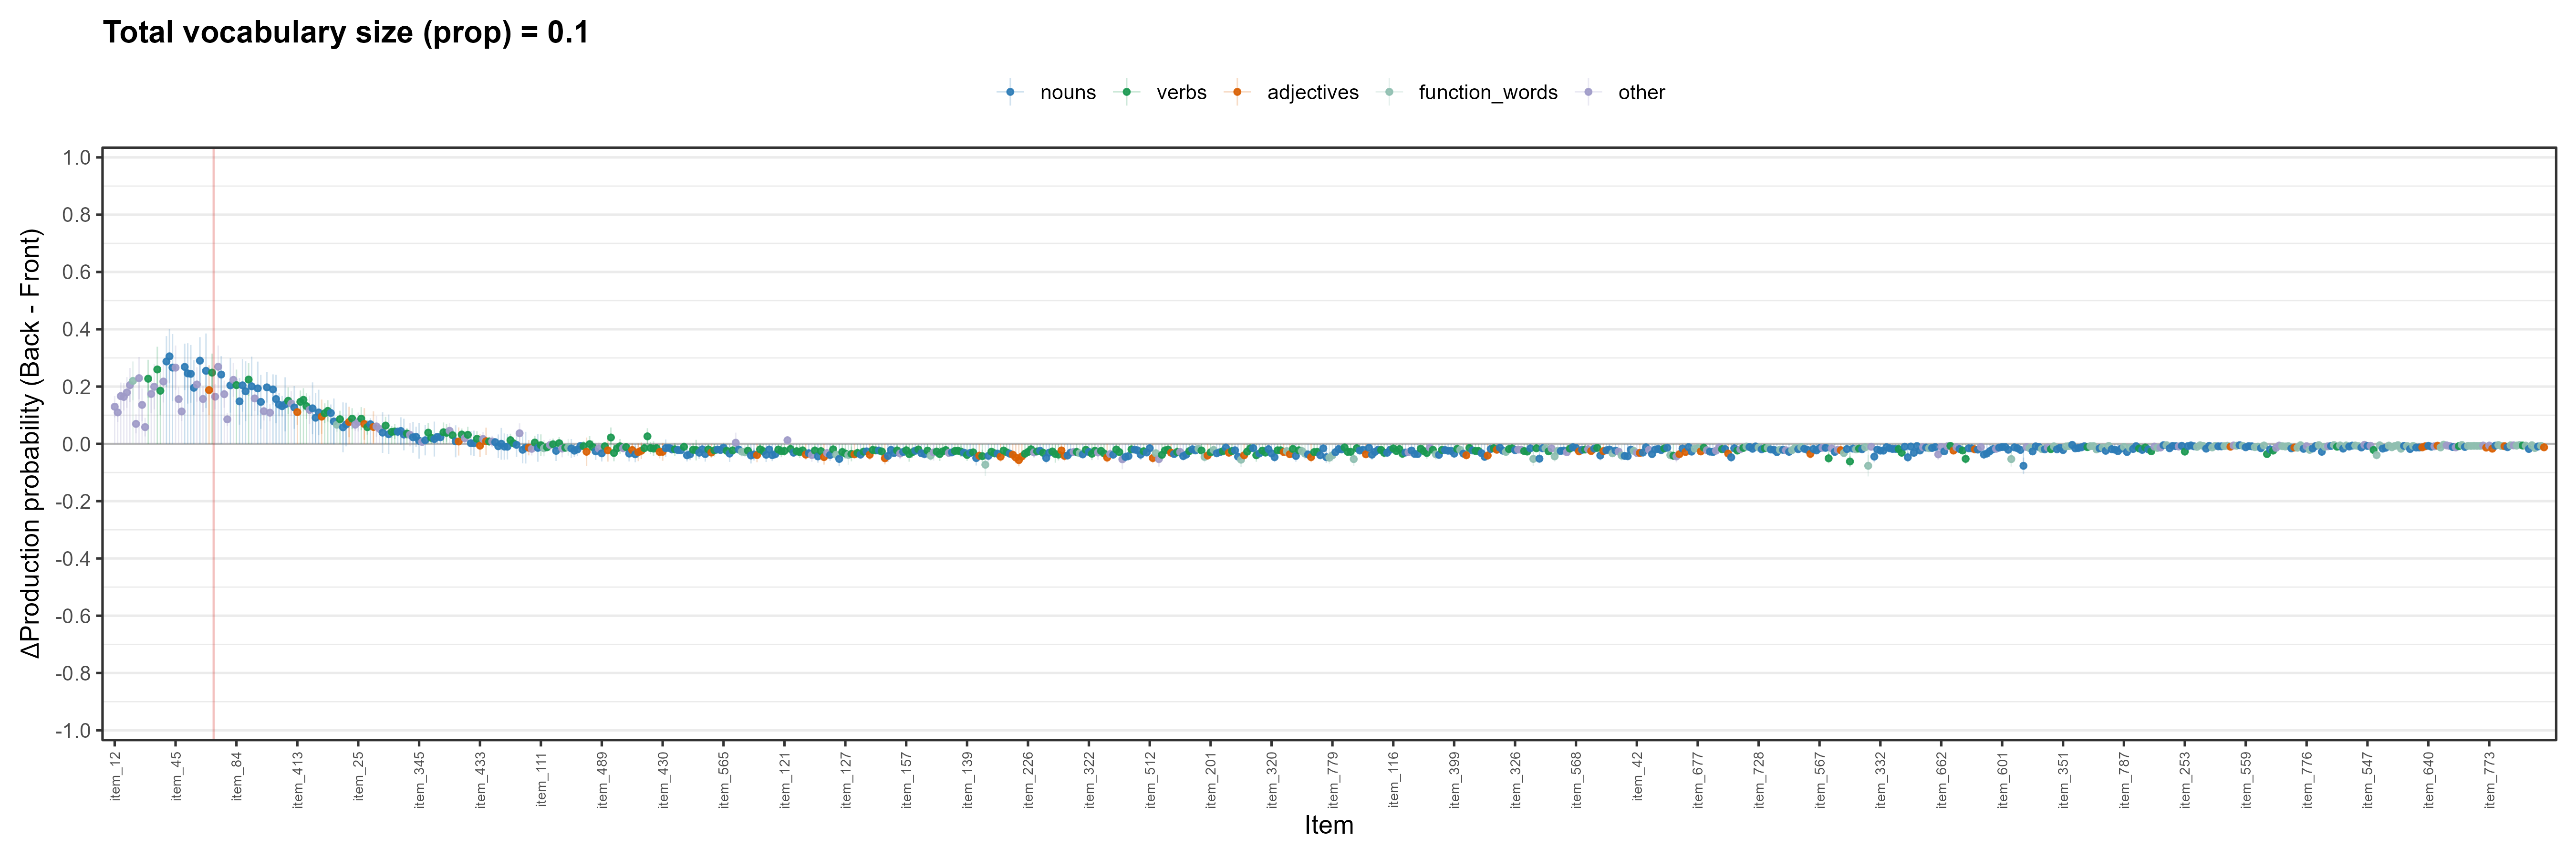 Total vocabulary size (prop) = 0.1
nouns verbs adjectives function_words other
ΔProduction probability (Back - Front)
1.0
0.8
0.6
0.4
0.2
0.0
-0.2
-0.4
-0.6
-0.8
-1.0
item_12 item_45 item_84 item_413 item_25 item_345 item_433 item_111 item_489 item_430 item_565 item_121 item_127 item_157 item_139 item_226 item_322 item_512 item_201 item_320 item_779 item_116 item_399 item_326 item_568 item_42 item_677 item_728 item_567 item_332 item_662 item_601 item_351 item_787 item_253 item_559 item_776 item_547 item_640 item_773
Item